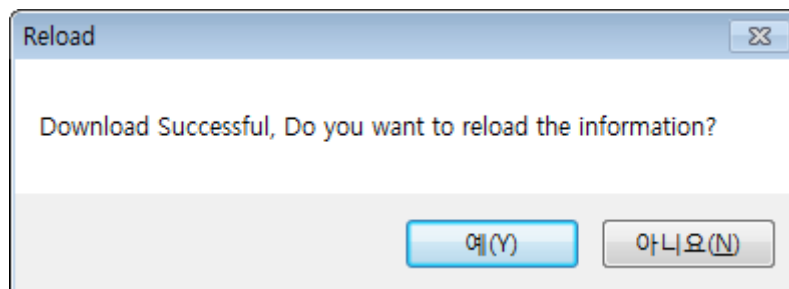 Reload
Download Successful, Do you want to reload the information?
예(Y) 아니요(N)